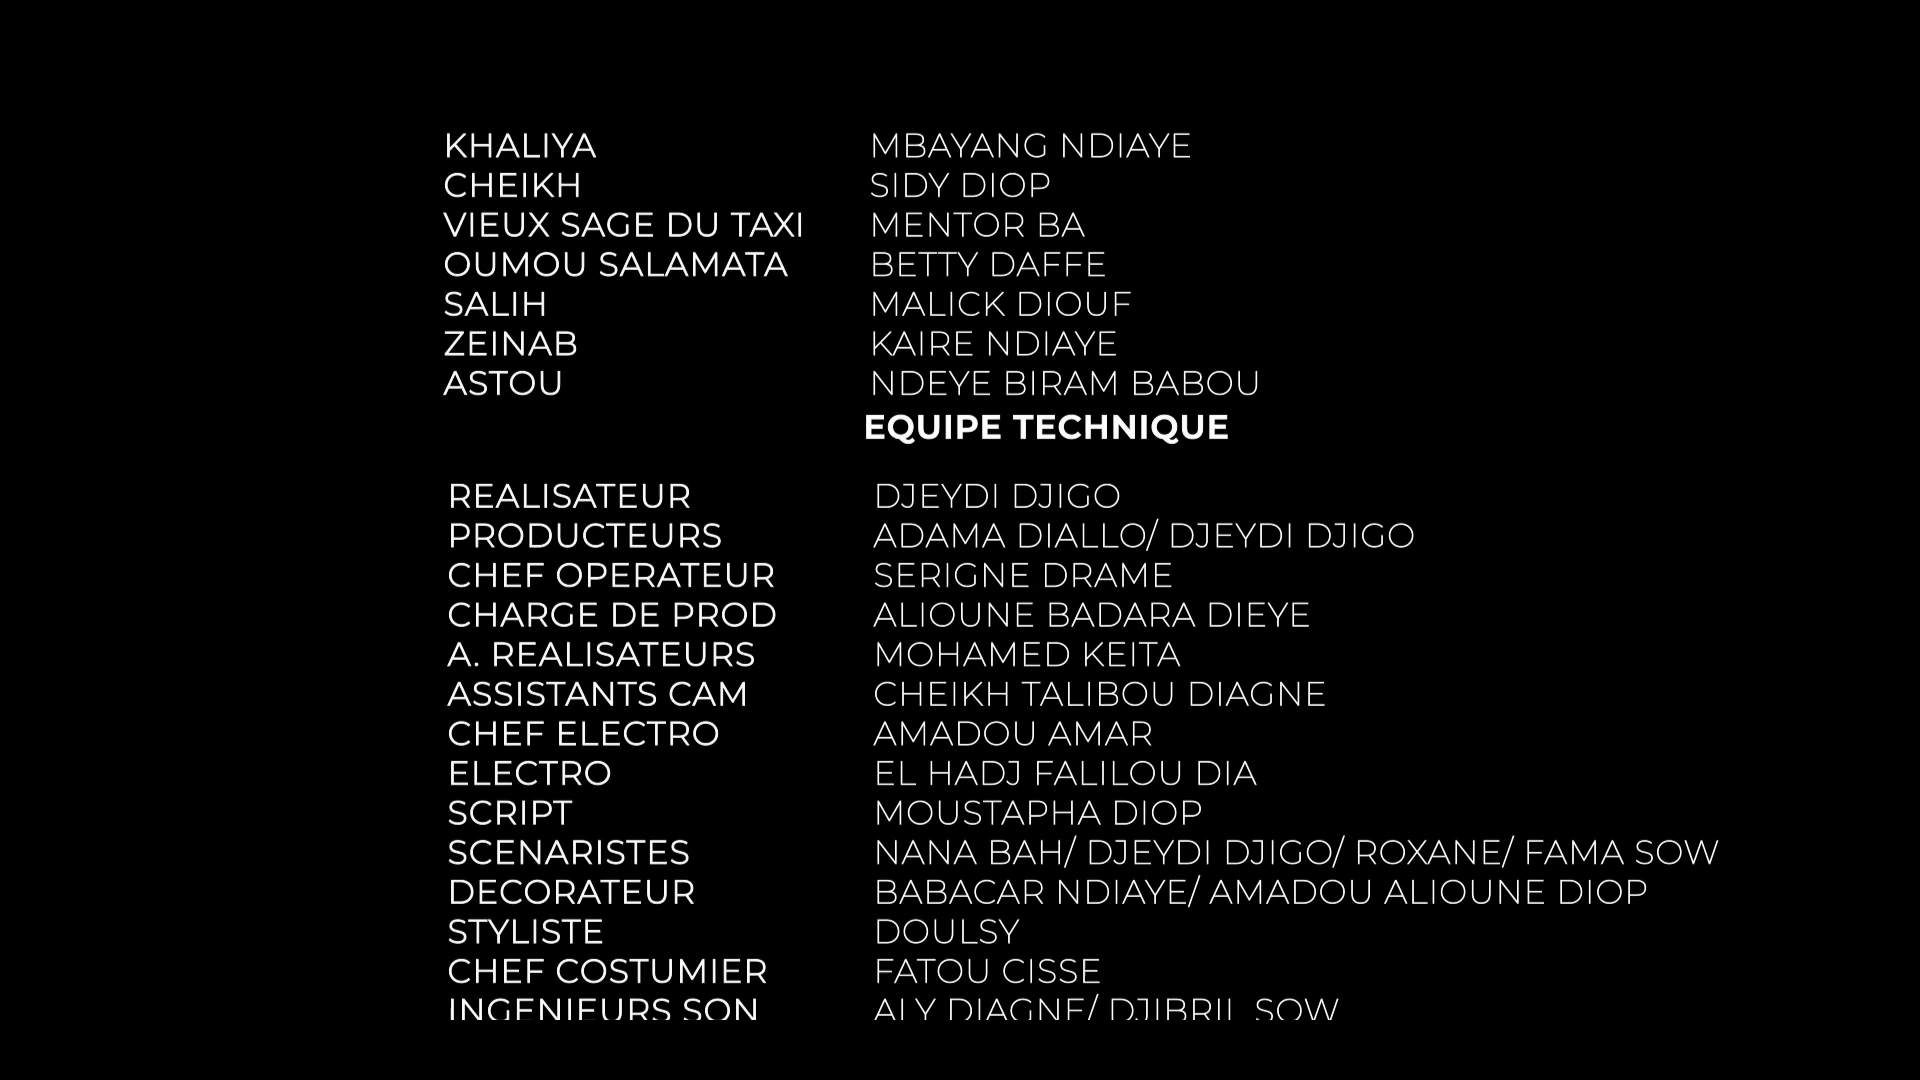 KHALIYA MBAYANG NDIAYE
CHEIKH SIDY DIOP
VIEUX SAGE DU TAXI MENTOR BA
OUMOU SALAMATA BETTY DAFFE
SALIH MALICK DIOUF
ZEINAB KAIRE NDIAYE
ASTOU NDEYE BIRAM BABOU
EQUIPE TECHNIQUE
REALISATEUR DJEYDI DJIGO
PRODUCTEURS ADAMA DIALLO/ DJEYDI DJIGO
CHEF OPERATEUR SERIGNE DRAME
CHARGE DE PROD ALIOUNE BADARA DIEYE
A. REALISATEURS MOHAMED KEITA
ASSISTANTS CAM CHEIKH TALIBOU DIAGNE
CHEF ELECTRO AMADOU AMAR
ELECTRO EL HADJ FALILOU DIA
SCRIPT MOUSTAPHA DIOP
SCENARISTES NANA BAH/ DJEYDI DJIGO/ ROXANE/ FAMA SOW
DECORATEUR BABACAR NDIAYE/ AMADOU ALIOUNE DIOP
STYLISTE DOULSY
CHEF COSTUMIER FATOU CISSE
INGENIEURS SON ALY DIAGNE/ DJIBRIL SOW